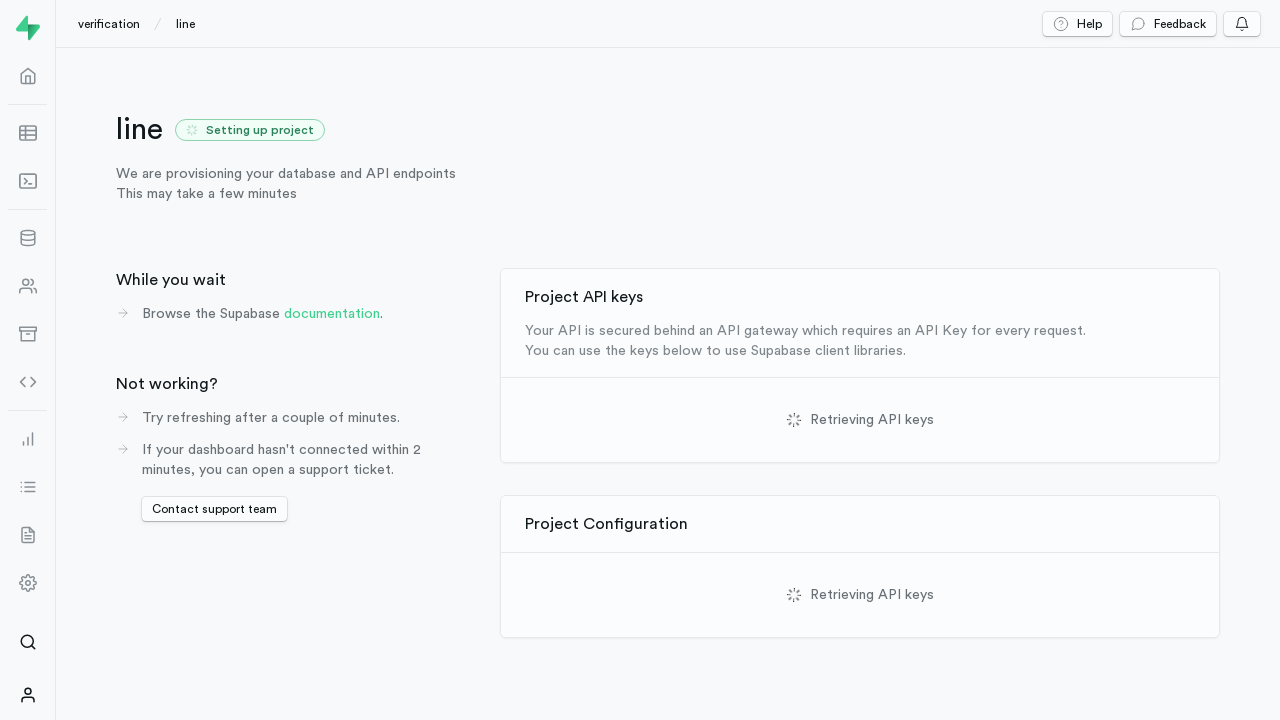 verification / line
Help
Feedback
line
Setting up project
We are provisioning your database and API endpoints
This may take a few minutes
While you wait
Browse the Supabase documentation.
Not working?
Try refreshing after a couple of minutes.
If your dashboard hasn't connected within 2
minutes, you can open a support ticket.
Contact support team
Project API keys
Your API is secured behind an API gateway which requires an API Key for every request.
You can use the keys below to use Supabase client libraries.
Retrieving API keys
Project Configuration
Retrieving API keys